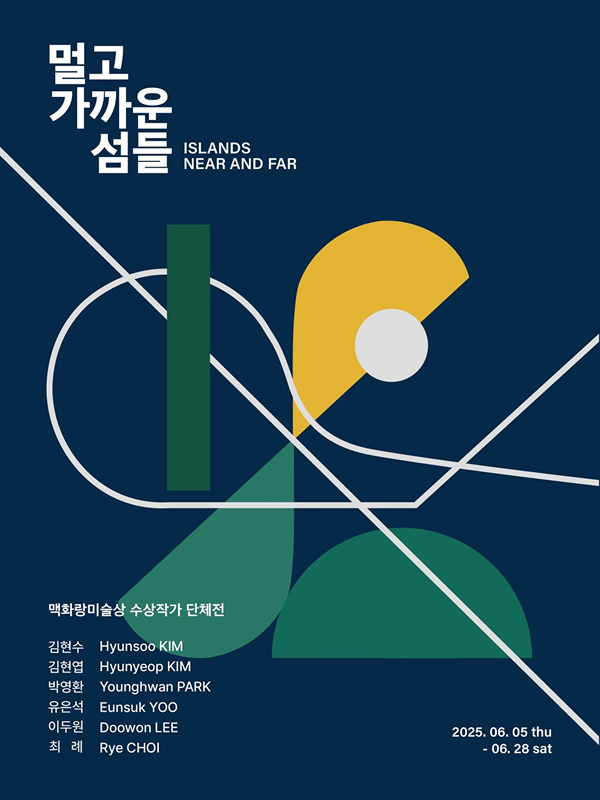 멀고
가까운
섬들
ISLANDS
NEAR AND FAR
맥화랑미술상 수상작가 단체전
김현수 Hyunsoo KIM
김현엽 Hyunyeop KIM
박영환 Younghwan PARK
유은석 Eunsuk YOO
이두원 Doowon LEE
최 례 Rye CHOI
2025. 06. 05 thu
- 06. 28 sat